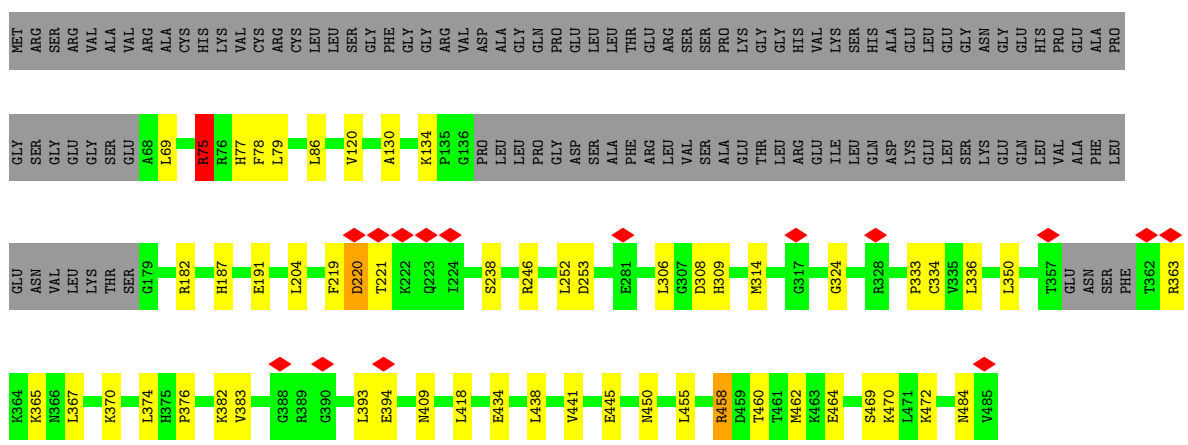 MET ARG SER ARG VAL ALA VAL ARG ALA CYS HIS LYS VAL CYS ARG CYS LEU LEU SER GLY PHE GLY GLY ARG VAL ASP ALA GLY GLN PRO GLU LEU LEU THR GLU ARG SER SER PRO LYS GLY GLY HIS VAL LYS SER HIS ALA GLU LEU GLU GLY ASN GLY GLU HIS PRO GLU ALA PRO
GLY SER GLY GLU GLY SER GLU A68 L69 R75 R76 H77 F78 L79 L86 V120 A130 K134 P135 G136 PRO LEU LEU PRO GLY ASP SER ALA PHE ARG LEU VAL SER ALA GLU THR LEU ARG GLU ILE LEU GLN ASP LYS GLU LEU SER LYS GLU GLN LEU VAL ALA PHE LEU
GLU ASN VAL LEU LYS THR SER G179 R182 H187 E191 L204 F219 D220 T221 K222 Q223 I224 S238 R246 L252 D253 E281 L306 G307 D308 H309 M314 G317 G324 R328 P333 C334 V335 L336 L350 T357 GLU ASN SER PHE T362 R363
K364 K365 N366 L367 K370 L374 H375 P376 K382 V383 G388 R389 G390 L393 E394 N409 L418 E434 L438 V441 E445 N450 L455 R458 D459 T460 T461 M462 K463 E464 S469 K470 L471 K472 N484 V485